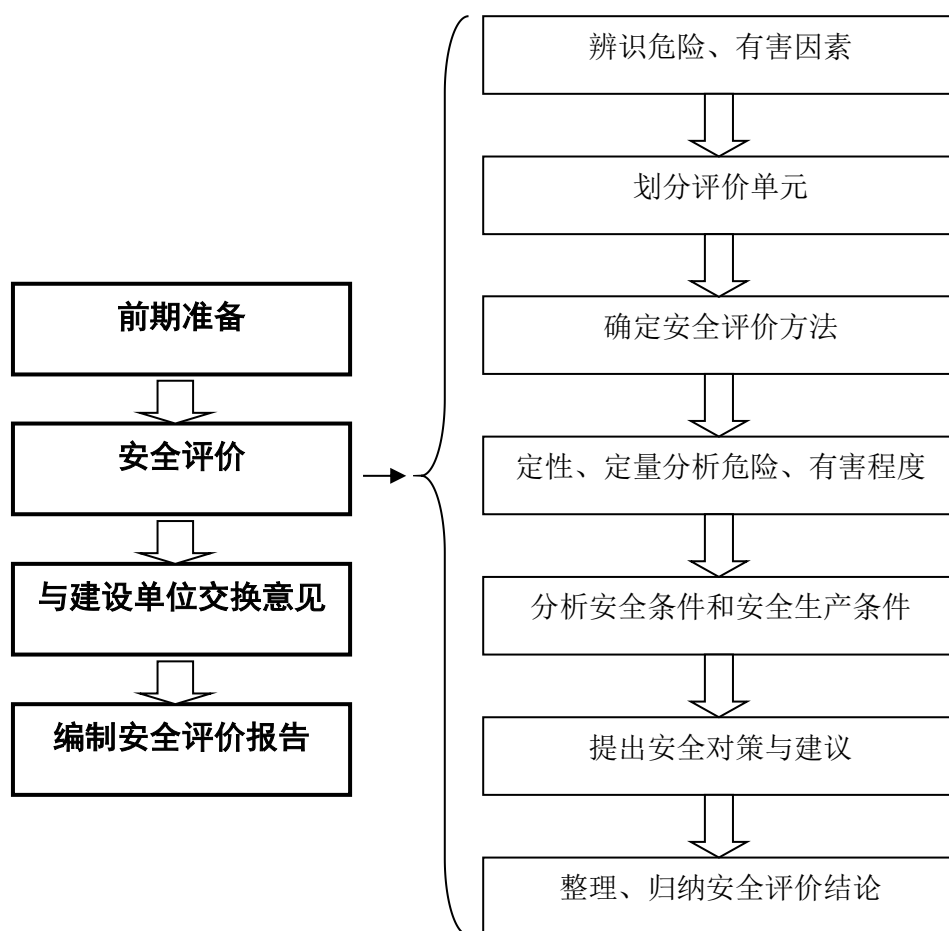 前期准备
安全评价
与建设单位交换意见
编制安全评价报告
辨识危险、有害因素
划分评价单元
确定安全评价方法
定性、定量分析危险、有害程度
分析安全条件和安全生产条件
提出安全对策与建议
整理、归纳安全评价结论